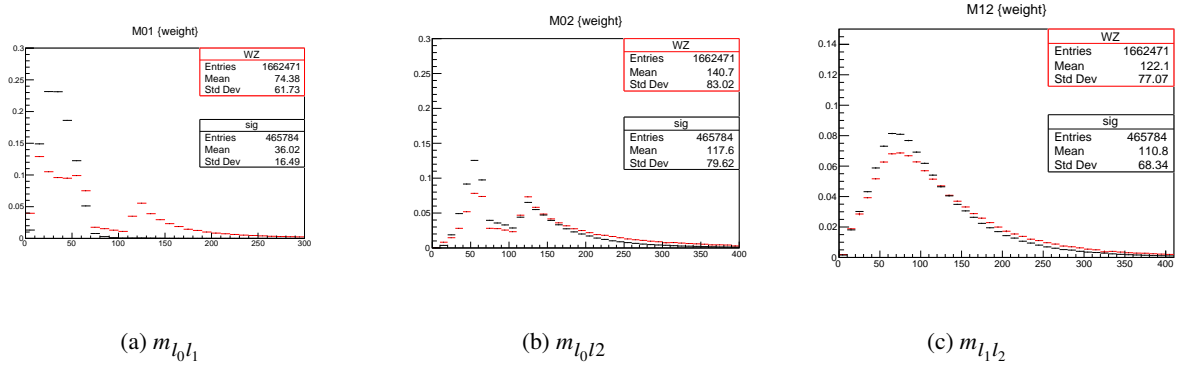 M01 {weight}
WZ
Entries 1662471
Mean 74.38
Std Dev 61.73
sig
Entries 465784
Mean 36.02
Std Dev 16.49
0.3
0.25
0.2
0.15
0.1
0.05
0
0 50 100 150 200 250 300
(a) m_{l_0l_1}
M02 {weight}
WZ
Entries 1662471
Mean 140.7
Std Dev 83.02
sig
Entries 465784
Mean 117.6
Std Dev 79.62
0.3
0.25
0.2
0.15
0.1
0.05
0
0 50 100 150 200 250 300 350 400
(b) m_{l_0l2}
M12 {weight}
WZ
Entries 1662471
Mean 122.1
Std Dev 77.07
sig
Entries 465784
Mean 110.8
Std Dev 68.34
0.14
0.12
0.1
0.08
0.06
0.04
0.02
0
0 50 100 150 200 250 300 350 400
(c) m_{l_1l_2}